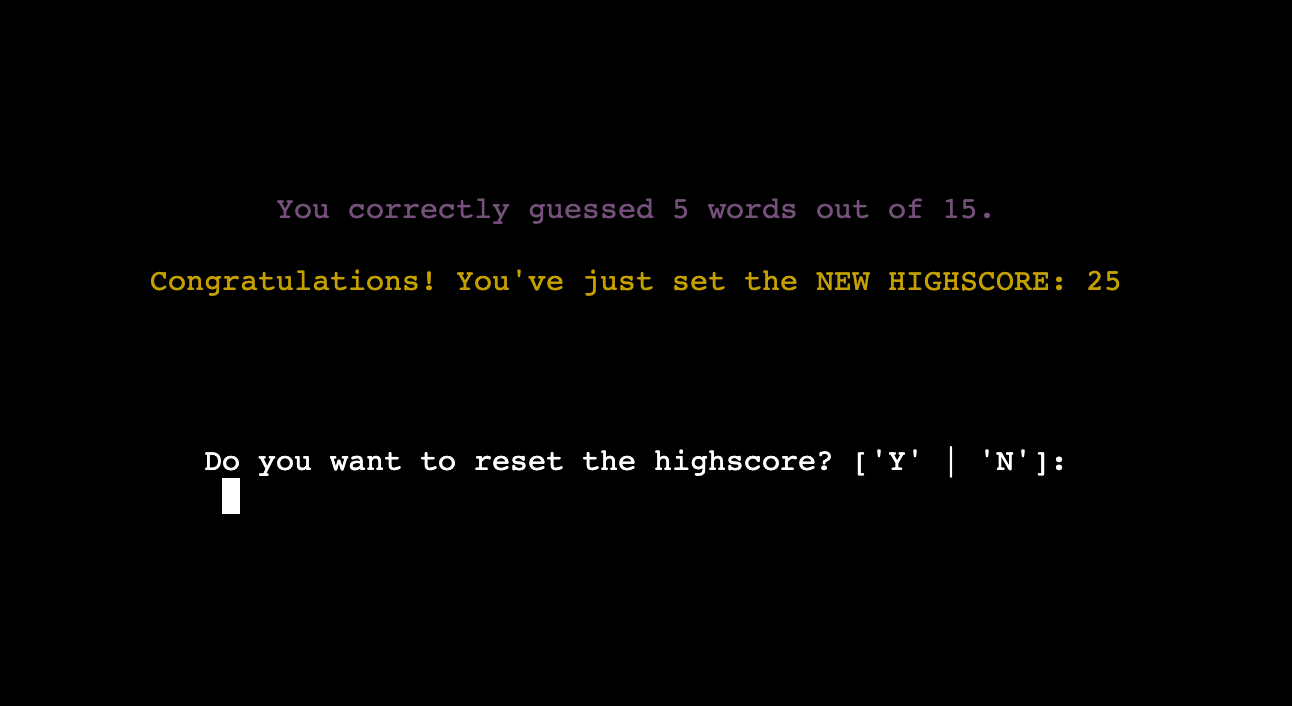 You correctly guessed 5 words out of 15.
Congratulations! You've just set the NEW HIGHSCORE: 25
Do you want to reset the highscore? ['Y' | 'N']: